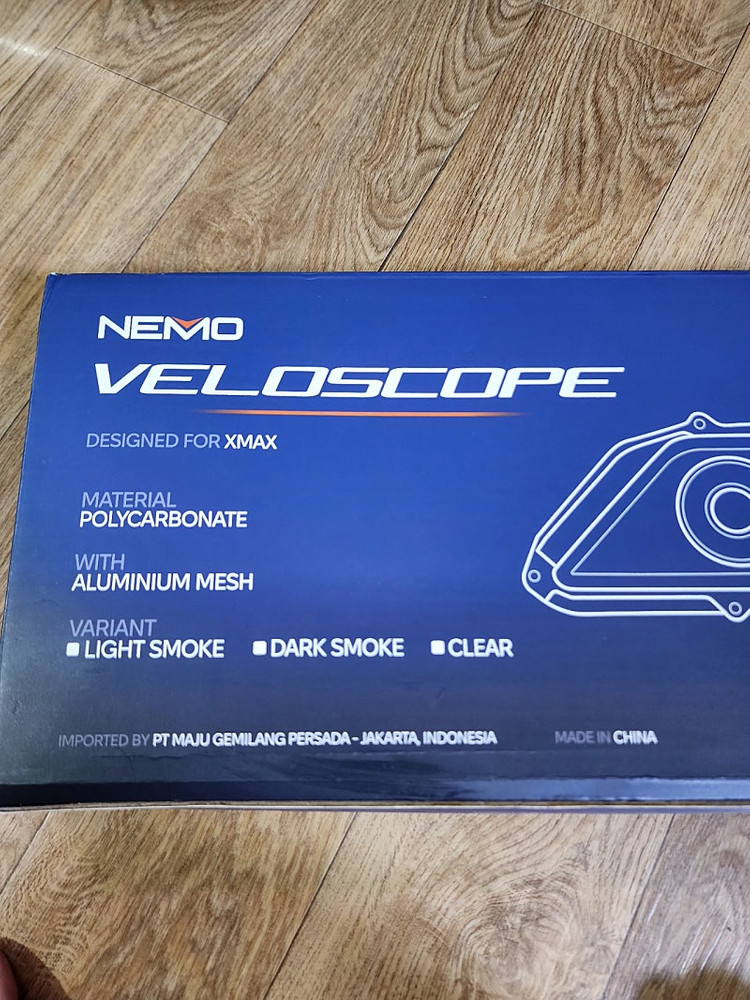 NEMO
VELOSCOPE
DESIGNED FOR XMAX
MATERIAL
POLYCARBONATE
WITH
ALUMINIUM MESH
VARIANT
LIGHT SMOKE DARK SMOKE CLEAR
IMPORTED BY PT MAJU GEMILANG PERSADA - JAKARTA, INDONESIA MADE IN CHINA